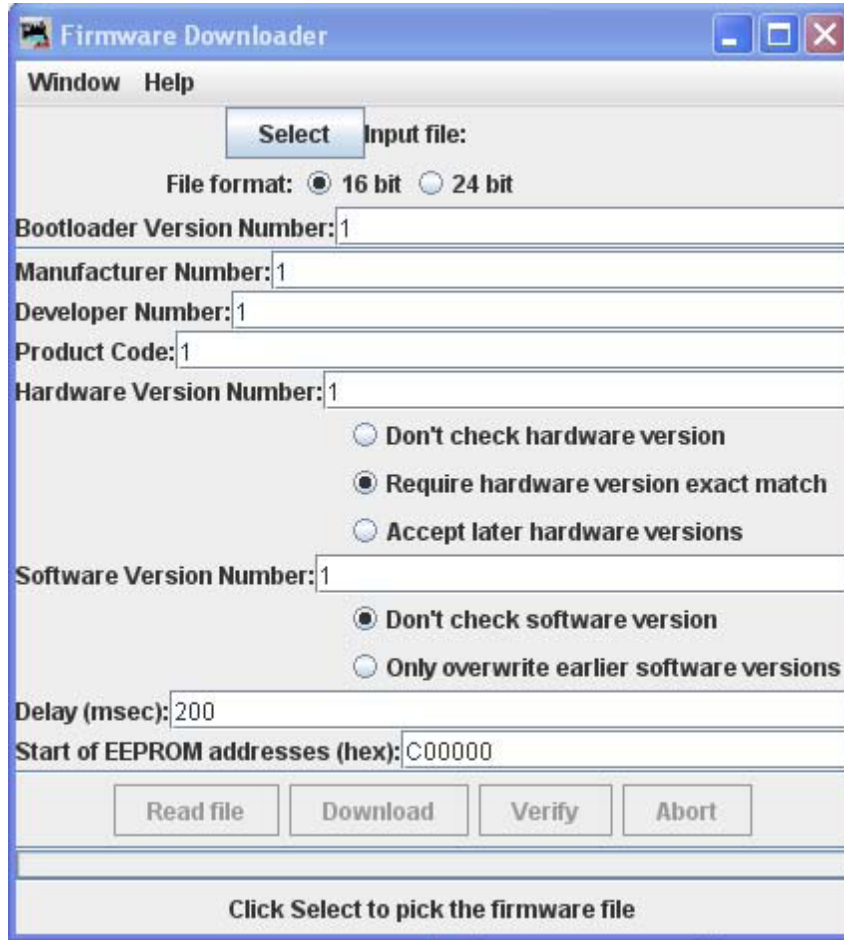 Firmware Downloader
Window Help
Select Input file:
File format: 16 bit 24 bit
Bootloader Version Number: 1
Manufacturer Number: 1
Developer Number: 1
Product Code: 1
Hardware Version Number: 1
Don't check hardware version
Require hardware version exact match
Accept later hardware versions
Software Version Number: 1
Don't check software version
Only overwrite earlier software versions
Delay (msec): 200
Start of EEPROM addresses (hex): C00000
Read file Download Verify Abort
Click Select to pick the firmware file